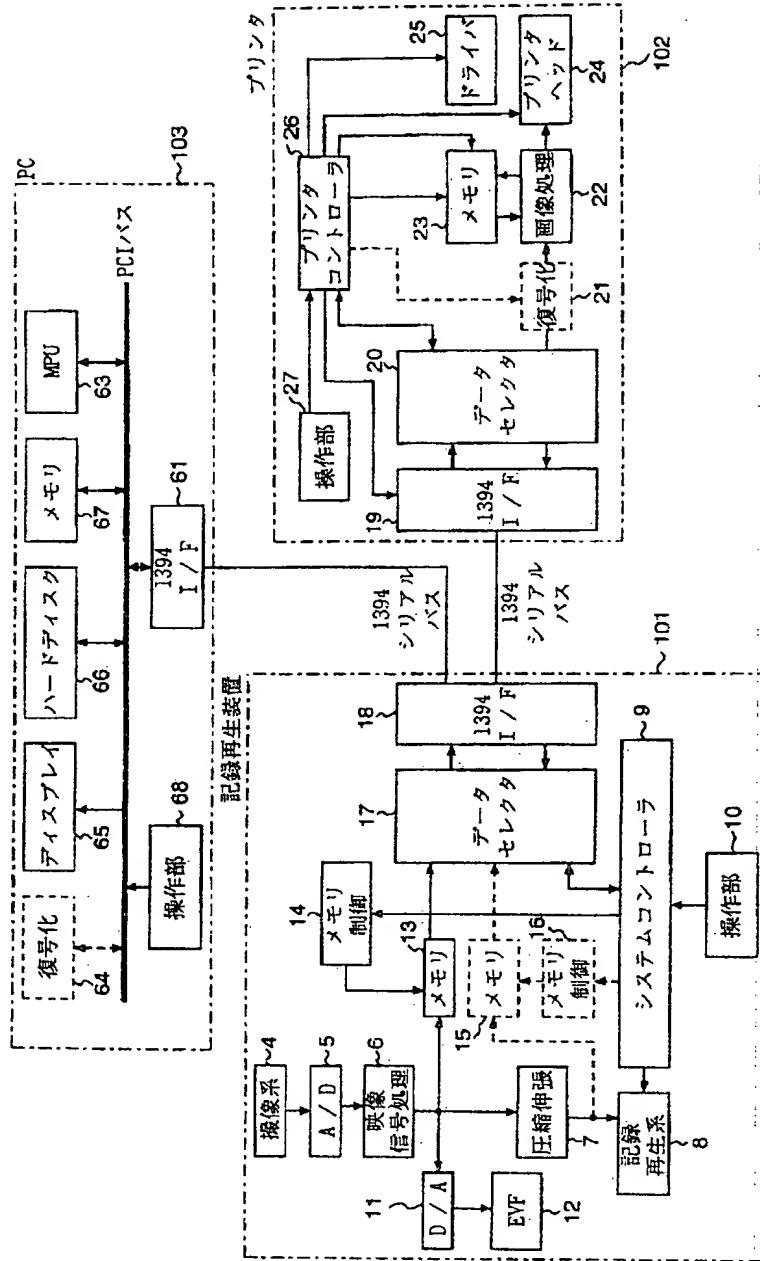 PC
103
PCIバス
MPU
63
メモリ
67
ハードディスク
66
ディスプレイ
65
復号化
64
1394
I/F
61
操作部
68
プリンタ
102
プリンタ
コントローラ
26
ドライバ
25
プリンタ
ヘッド
24
メモリ
23
画像処理
22
復号化
21
データ
セレクタ
20
1394
I/F
19
操作部
27
1394
シリアル
バス
1394
シリアル
バス
記録再生装置
101
撮像系
4
A/D
5
映像
信号処理
6
圧縮伸張
7
記録
再生系
8
D/A
11
EVF
12
メモリ
制御
14
メモリ
13
メモリ
15
メモリ
制御
16
データ
セレクタ
17
1394
I/F
18
システムコントローラ
9
操作部
10